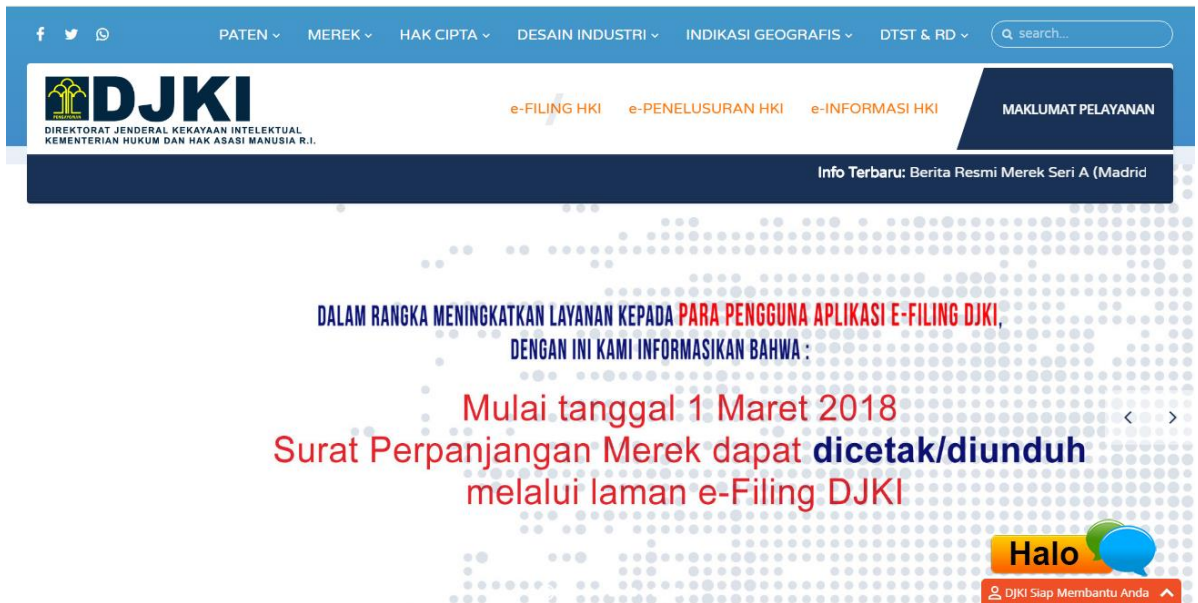 PATEN MEREK HAK CIPTA DESAIN INDUSTRI INDIKASI GEOGRAFIS DTST & RD search...
DJKI
PENGAYOMAN
DIREKTORAT JENDERAL KEKAYAAN INTELEKTUAL
KEMENTERIAN HUKUM DAN HAK ASASI MANUSIA R.I.
e-FILING HKI e-PENELUSURAN HKI e-INFORMASI HKI MAKLUMAT PELAYANAN
Info Terbaru: Berita Resmi Merek Seri A (Madrid
DALAM RANGKA MENINGKATKAN LAYANAN KEPADA PARA PENGGUNA APLIKASI E-FILING DJKI,
DENGAN INI KAMI INFORMASIKAN BAHWA :
Mulai tanggal 1 Maret 2018
Surat Perpanjangan Merek dapat dicetak/diunduh
melalui laman e-Filing DJKI
Halo
DJKI Siap Membantu Anda